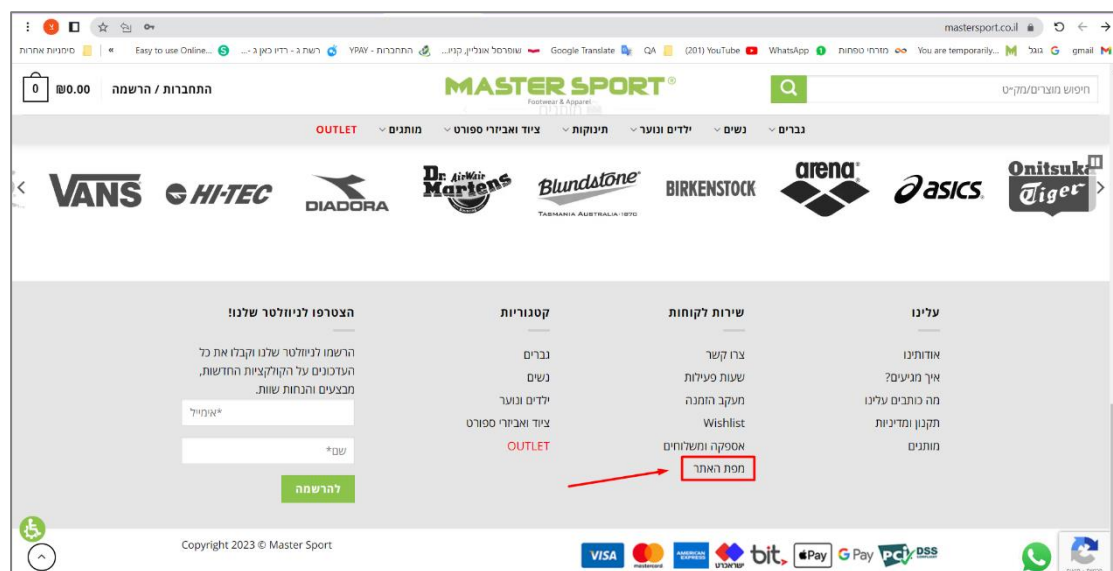 mastersport.co.il
gmail
גוגל
You are temporarily...
מזרחי טפחות
WhatsApp
(201) YouTube
QA
Google Translate
שופרסל אונליין, קניו...
התחברות - YPAY
רשת ג - רדיו כאן ג -...
Easy to use Online...
»
סימניות אחרות
חיפוש מוצרים/מק״ט
MASTER SPORT®
Footwear & Apparel
התחברות / הרשמה
₪0.00
0
גברים
נשים
ילדים ונוער
תינוקות
ציוד ואביזרי ספורט
מותגים
OUTLET
Onitsuka Tiger
asics
arena
BIRKENSTOCK
Blundstone
TASMANIA AUSTRALIA·1870
Dr. AirWair Martens
DIADORA
HI-TEC
VANS
עלינו
אודותינו
איך מגיעים?
מה כותבים עלינו
תקנון ומדיניות
מותגים
שירות לקוחות
צרו קשר
שעות פעילות
מעקב הזמנה
Wishlist
אספקה ומשלוחים
מפת האתר
קטגוריות
גברים
נשים
ילדים ונוער
ציוד ואביזרי ספורט
OUTLET
הצטרפו לניוזלטר שלנו!
הרשמו לניוזלטר שלנו וקבלו את כל
העדכונים על הקולקציות החדשות,
מבצעים והנחות שוות.
אימייל*
שם*
להרשמה
Copyright 2023 © Master Sport
VISA
mastercard
AMERICAN EXPRESS
ישראכרט
bit
Pay
G Pay
PCI DSS